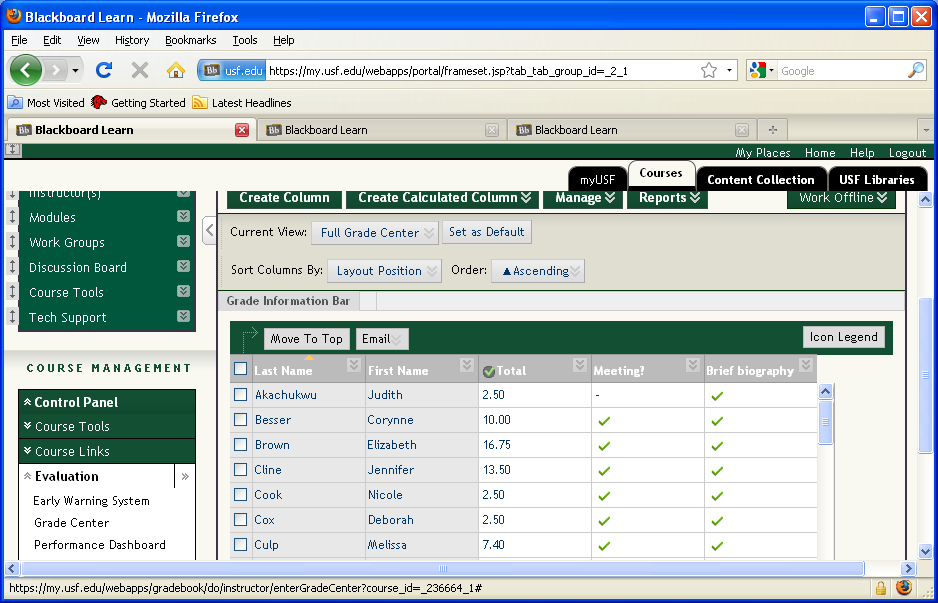 Blackboard Learn - Mozilla Firefox
File Edit View History Bookmarks Tools Help
usf.edu https://my.usf.edu/webapps/portal/frameset.jsp?tab_tab_group_id=_2_1 Google
Most Visited Getting Started Latest Headlines
Bb Blackboard Learn Bb Blackboard Learn Bb Blackboard Learn
My Places Home Help Logout
myUSF Courses Content Collection USF Libraries
Instructor(s)
Modules
Work Groups
Discussion Board
Course Tools
Tech Support
COURSE MANAGEMENT
Control Panel
Course Tools
Course Links
Evaluation
Early Warning System
Grade Center
Performance Dashboard
Create Column Create Calculated Column Manage Reports Work Offline
Current View: Full Grade Center Set as Default
Sort Columns By: Layout Position Order: ▲Ascending
Grade Information Bar
Move To Top Email Icon Legend
Last Name First Name Total Meeting? Brief biography
Akachukwu Judith 2.50 - ✓
Besser Corynne 10.00 ✓ ✓
Brown Elizabeth 16.75 ✓ ✓
Cline Jennifer 13.50 ✓ ✓
Cook Nicole 2.50 ✓ ✓
Cox Deborah 2.50 ✓ ✓
Culp Melissa 7.40 ✓ ✓
https://my.usf.edu/webapps/gradebook/do/instructor/enterGradeCenter?course_id=_236664_1#